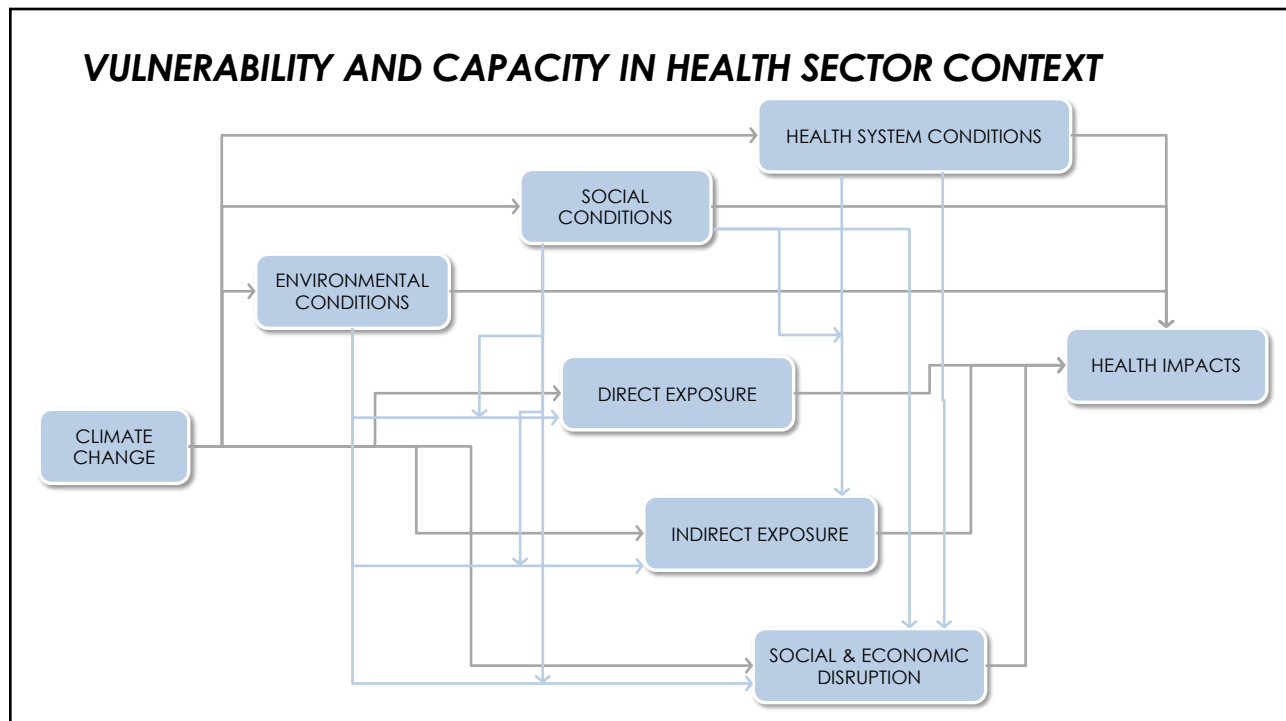 VULNERABILITY AND CAPACITY IN HEALTH SECTOR CONTEXT
HEALTH SYSTEM CONDITIONS
SOCIAL
CONDITIONS
ENVIRONMENTAL
CONDITIONS
HEALTH IMPACTS
DIRECT EXPOSURE
CLIMATE
CHANGE
INDIRECT EXPOSURE
SOCIAL & ECONOMIC
DISRUPTION